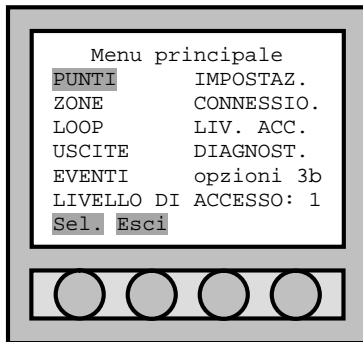 Menu principale
PUNTI IMPOSTAZ.
ZONE CONNESSIO.
LOOP LIV. ACC.
USCITE DIAGNOST.
EVENTI opzioni 3b
LIVELLO DI ACCESSO: 1
Sel. Esci